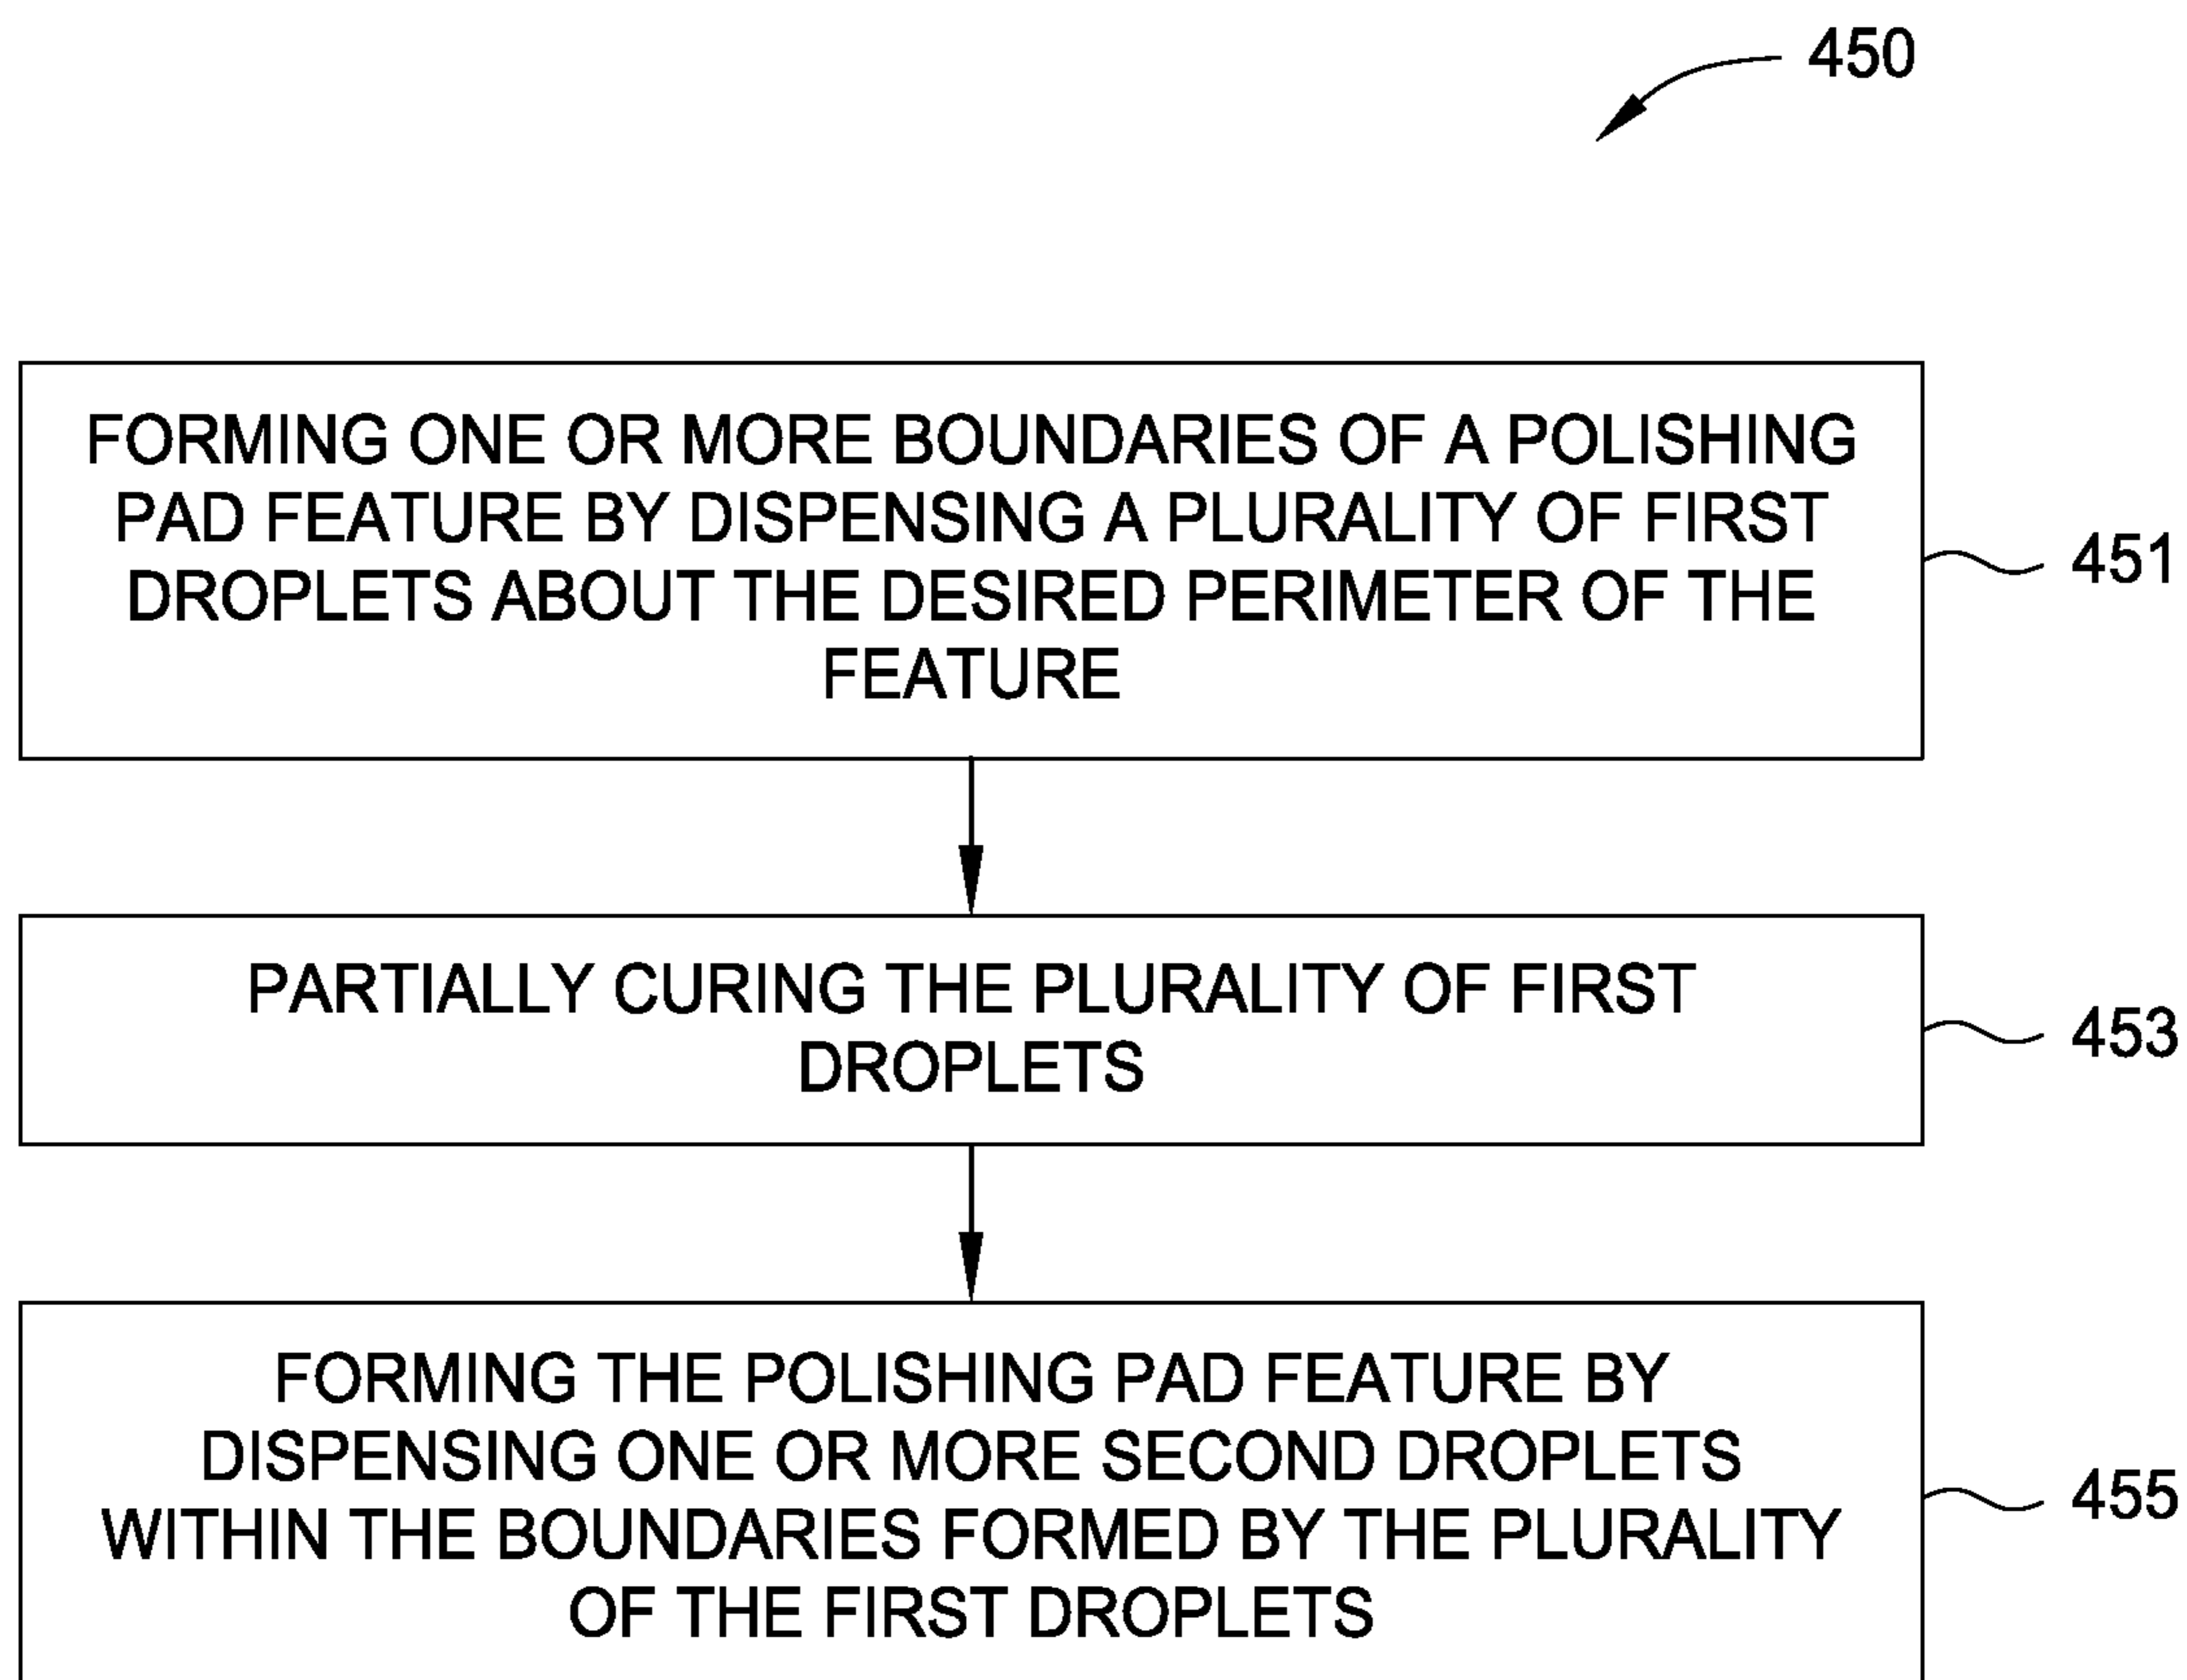 450
FORMING ONE OR MORE BOUNDARIES OF A POLISHING
PAD FEATURE BY DISPENSING A PLURALITY OF FIRST
DROPLETS ABOUT THE DESIRED PERIMETER OF THE
FEATURE
451
PARTIALLY CURING THE PLURALITY OF FIRST
DROPLETS
453
FORMING THE POLISHING PAD FEATURE BY
DISPENSING ONE OR MORE SECOND DROPLETS
WITHIN THE BOUNDARIES FORMED BY THE PLURALITY
OF THE FIRST DROPLETS
455